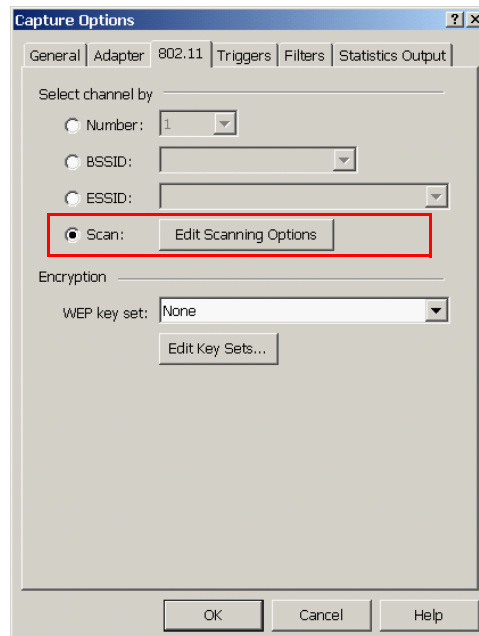 Capture Options
General Adapter 802.11 Triggers Filters Statistics Output
Select channel by
Number: 1
BSSID:
ESSID:
Scan: Edit Scanning Options
Encryption
WEP key set: None
Edit Key Sets...
OK Cancel Help